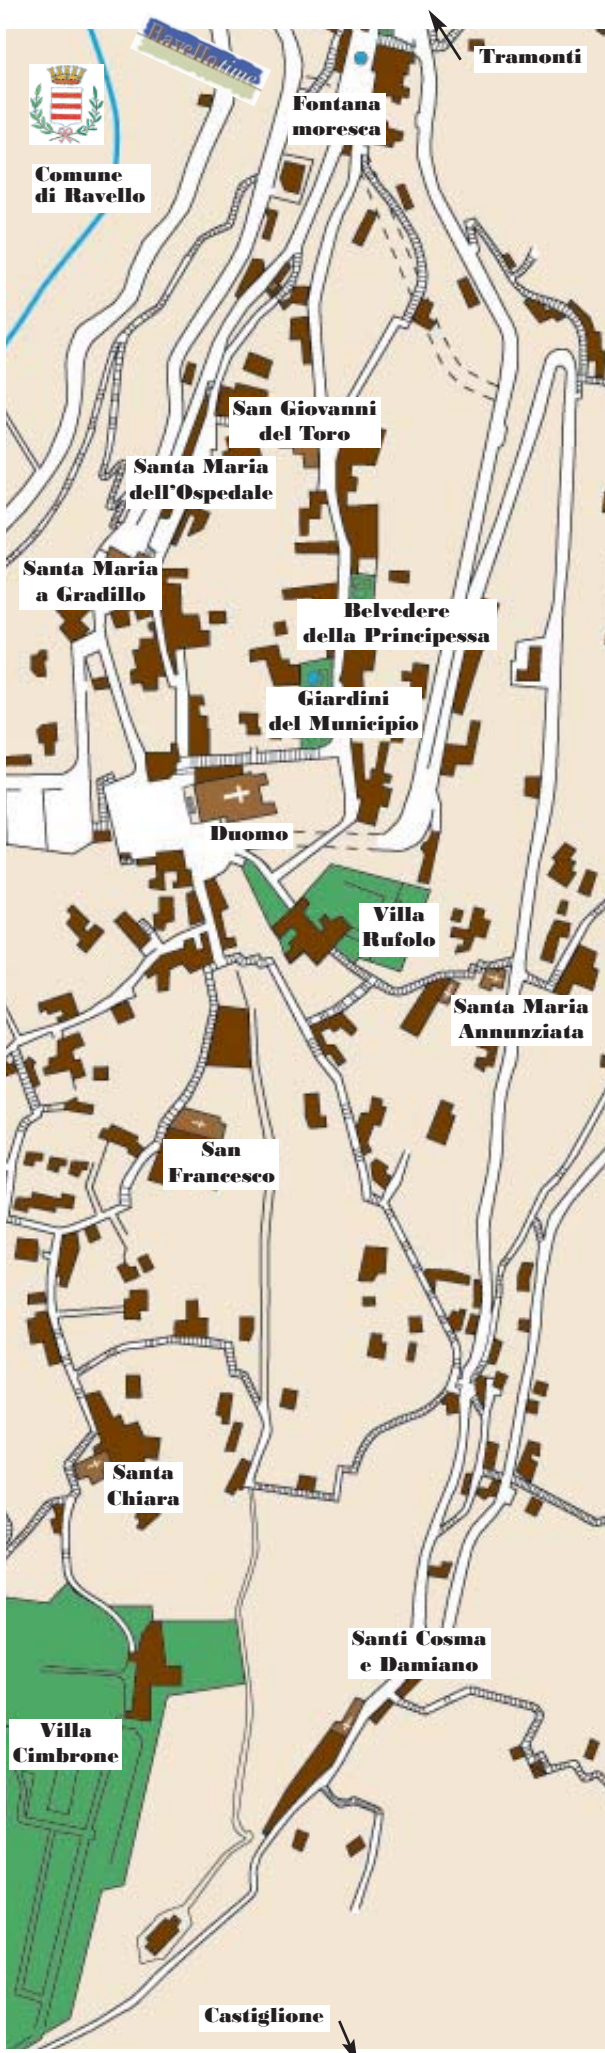 Ravellotime
Tramonti
Fontana
moresca
Comune
di Ravello
San Giovanni
del Toro
Santa Maria
dell'Ospedale
Santa Maria
a Gradillo
Belvedere
della Principessa
Giardini
del Municipio
Duomo
Villa
Rufolo
Santa Maria
Annunziata
San
Francesco
Santa
Chiara
Santi Cosma
e Damiano
Villa
Cimbrone
Castiglione